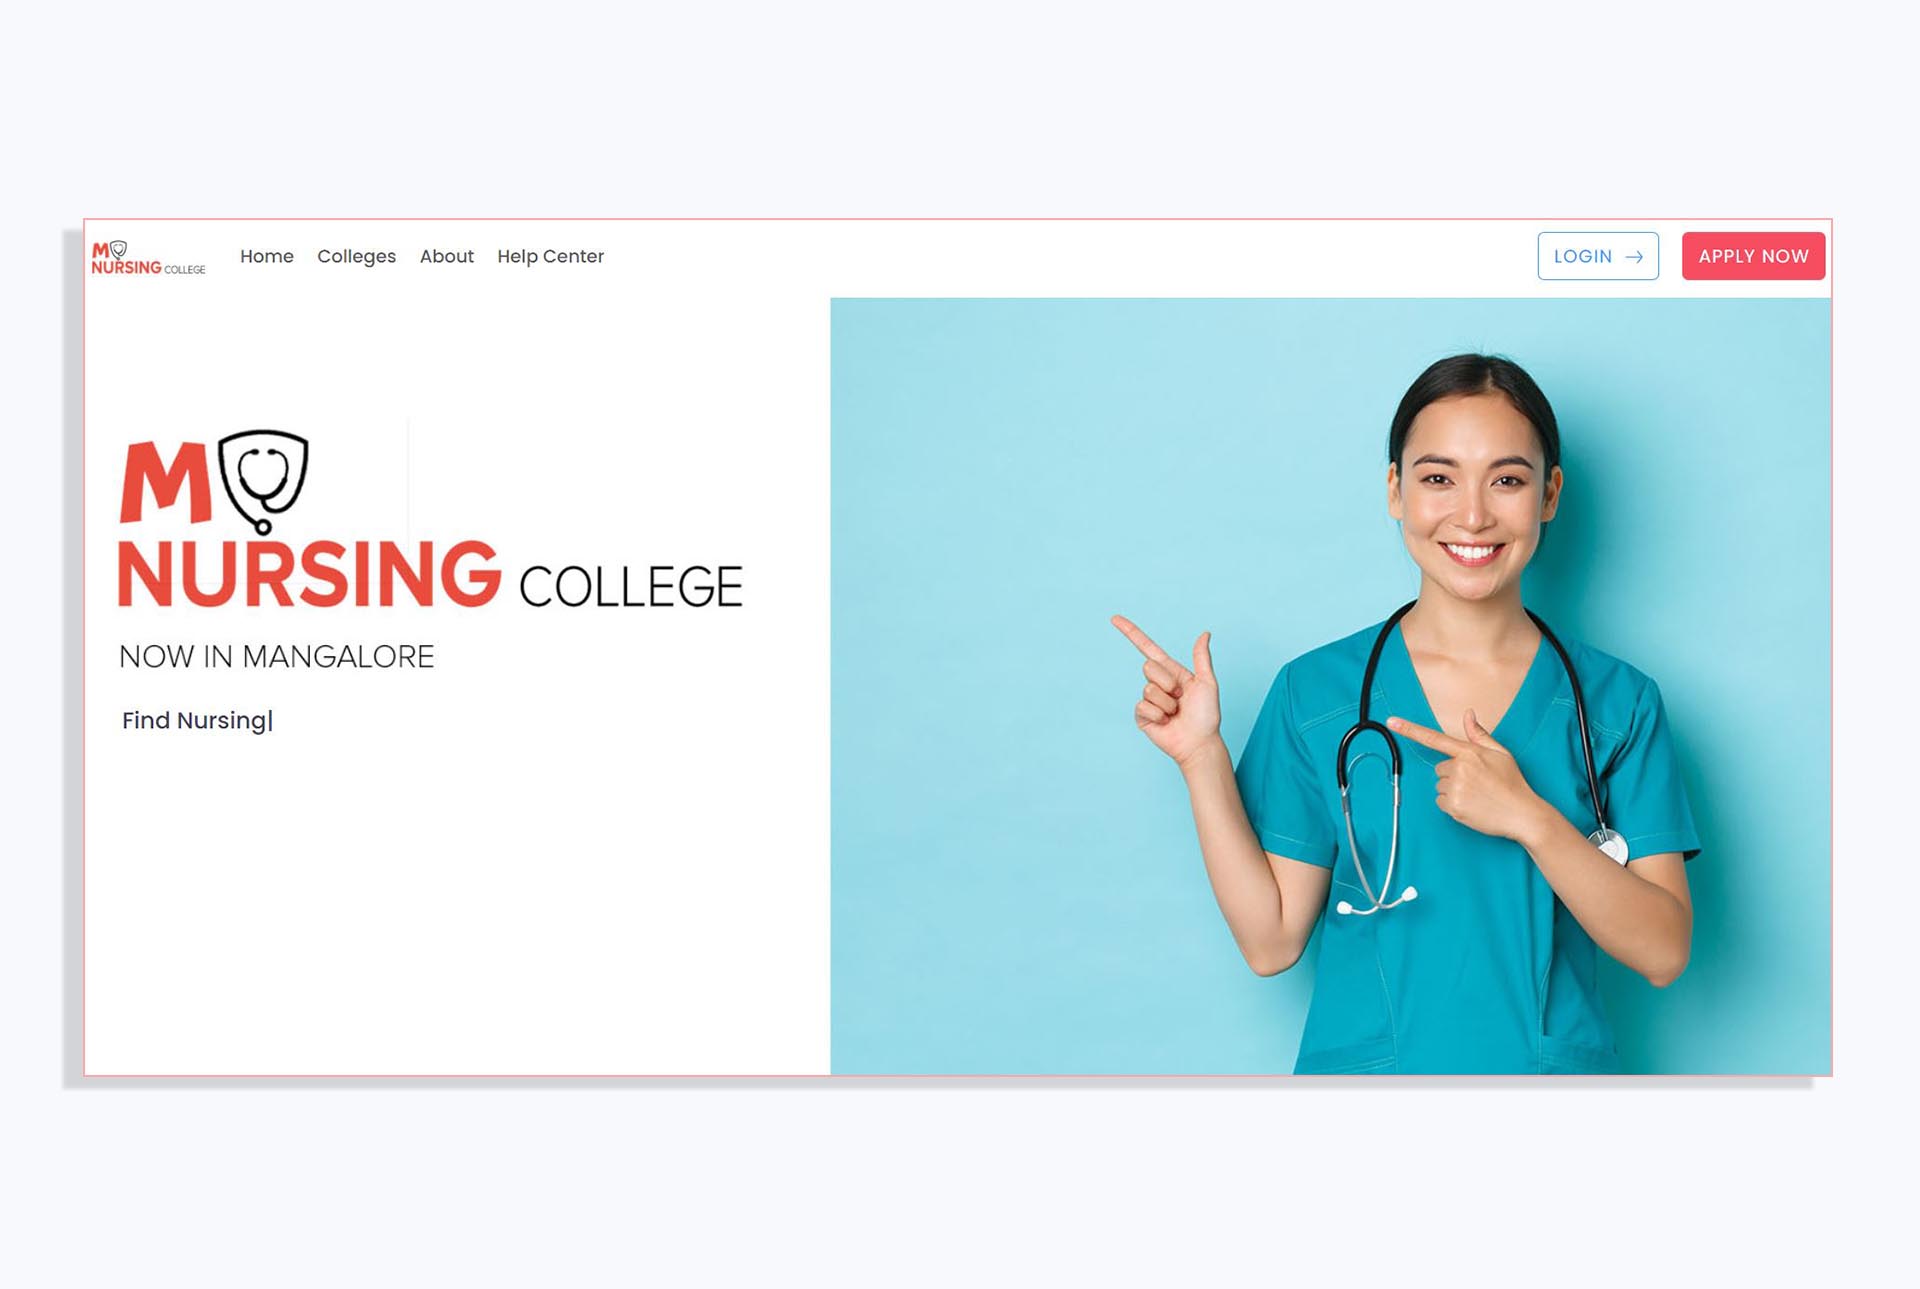 M
NURSING COLLEGE
Home Colleges About Help Center
LOGIN → APPLY NOW
M
NURSING COLLEGE
NOW IN MANGALORE
Find Nursing|